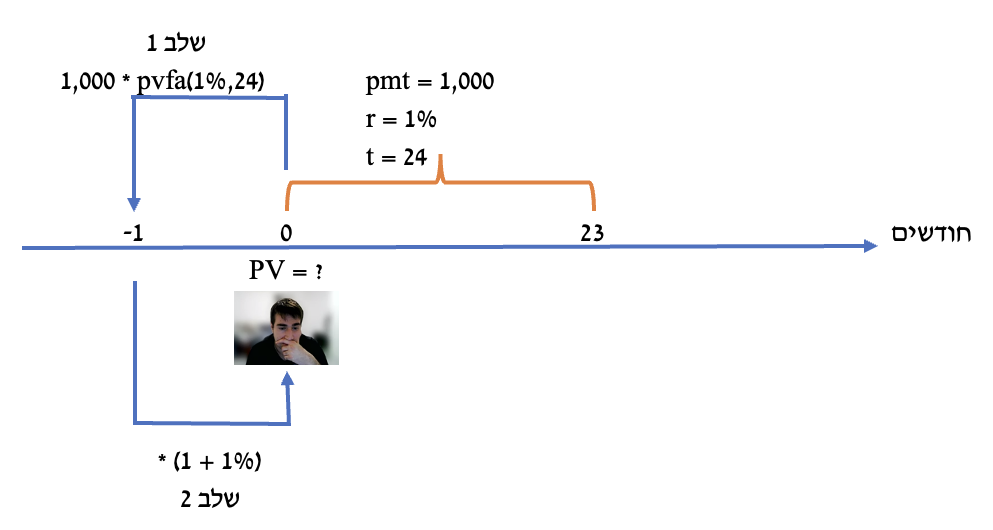 שלב 1
1,000 * pvfa(1%,24)
pmt = 1,000
r = 1%
t = 24
-1
0
23
חודשים
PV = ?
* (1 + 1%)
שלב 2